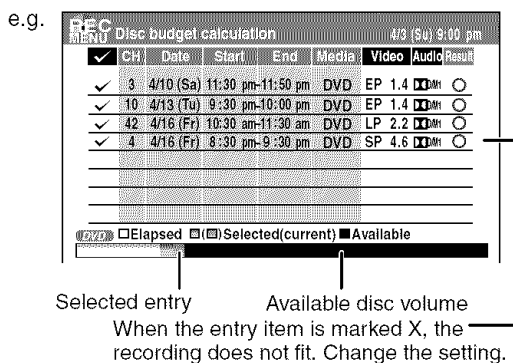 e.g.
REC MENU Disc budget calculation 4/3 (Su) 9:00 pm
✓ CH Date Start End Media Video Audio Result
✓ 3 4/10 (Sa) 11:30 pm-11:50 pm DVD EP 1.4 D/M1 ○
✓ 10 4/13 (Tu) 9:30 pm-10:00 pm DVD EP 1.4 D/M1 ○
✓ 42 4/16 (Fr) 10:30 am-11:30 am DVD LP 2.2 D/M1 ○
✓ 4 4/16 (Fr) 8:30 pm-9:30 pm DVD SP 4.6 D/M1 ○
DVD □Elapsed ▨(▨)Selected(current) ■Available
Selected entry Available disc volume
When the entry item is marked X, the
recording does not fit. Change the setting.